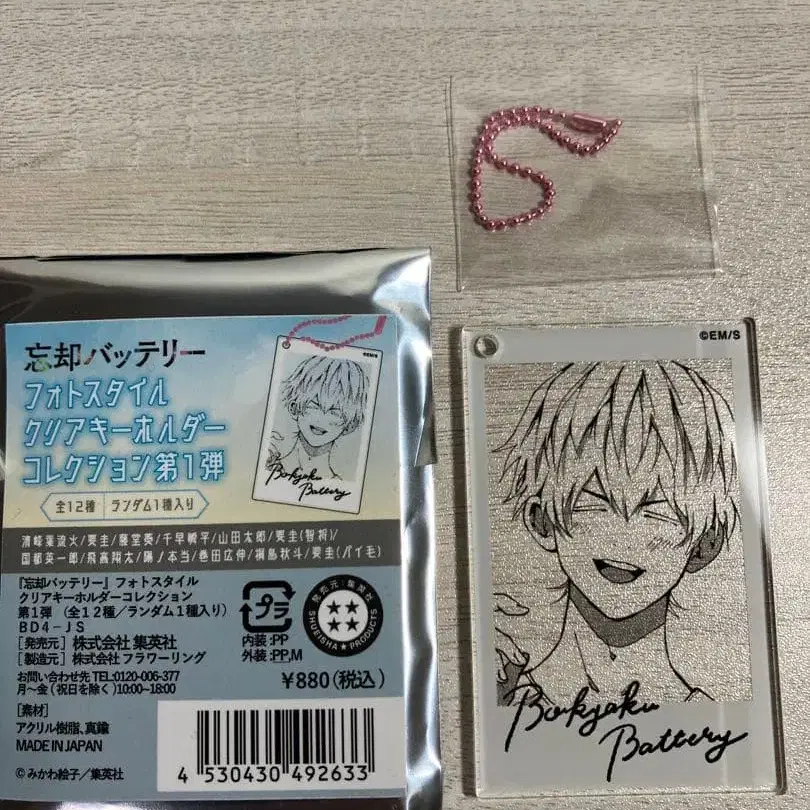 忘却バッテリー
フォトスタイル
クリアキーホルダー
コレクション第1弾
全12種 ランダム1種入り
©EM/S
Boukyaku
Battery
清峰葉流火/要圭/藤堂葵/千早瞬平/山田太郎/要圭(智将)/
国都英一郎/飛高翔太/陽ノ本当/巻田広伸/桐島秋斗/要圭(パイ毛)
『忘却バッテリー』フォトスタイル
クリアキーホルダーコレクション
第1弾 (全12種/ランダム1種入り)
BD4-JS
[発売元] 株式会社 集英社
[製造元] 株式会社 フラワーリング
お問い合わせ先 TEL:0120-006-377
月~金(祝日を除く)10:00~18:00
[素材]
アクリル樹脂、真鍮
MADE IN JAPAN
©みかわ絵子/集英社
プラ
内装:PP
外装:PP,M
発売元:集英社
SHUEISHA PRODUCTS
¥880(税込)
4 530430 492633
©EM/S
Boukyaku
Battery